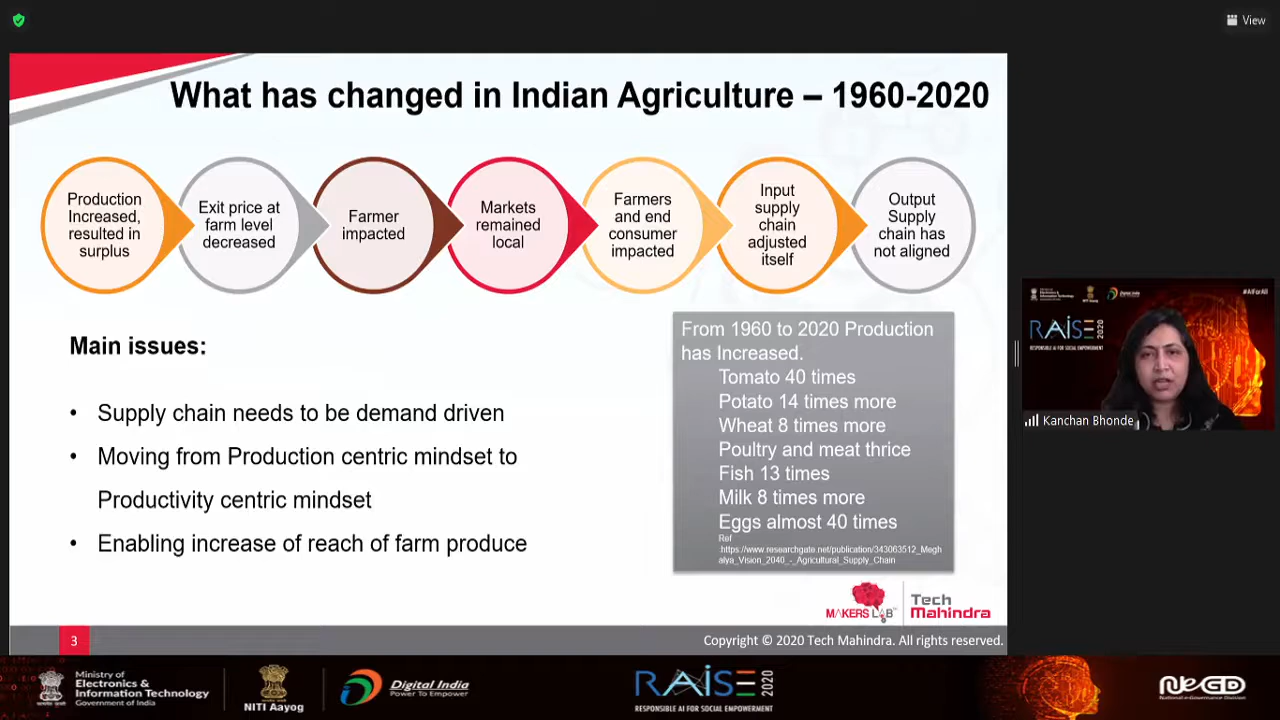 View
What has changed in Indian Agriculture – 1960-2020
Production
Increased,
resulted in
surplus
Exit price at
farm level
decreased
Farmer
impacted
Markets
remained
local
Farmers
and end
consumer
impacted
Input
supply
chain
adjusted
itself
Output
Supply
chain has
not aligned
Main issues:
• Supply chain needs to be demand driven
• Moving from Production centric mindset to
Productivity centric mindset
• Enabling increase of reach of farm produce
From 1960 to 2020 Production
has Increased.
Tomato 40 times
Potato 14 times more
Wheat 8 times more
Poultry and meat thrice
Fish 13 times
Milk 8 times more
Eggs almost 40 times
Ref
:https://www.researchgate.net/publication/343063512_Megh
alya_Vision_2040_-_Agricultural_Supply_Chain
MAKERS LAB
Tech
Mahindra
3
Copyright © 2020 Tech Mahindra. All rights reserved.
Digital India
#AIForAll
RAISE 2020
RESPONSIBLE AI FOR SOCIAL EMPOWERMENT
Kanchan Bhonde
Ministry of
Electronics &
Information Technology
Government of India
NITI Aayog
Digital India
Power To Empower
RAISE 2020
RESPONSIBLE AI FOR SOCIAL EMPOWERMENT
NeGD
National e-Governance Division